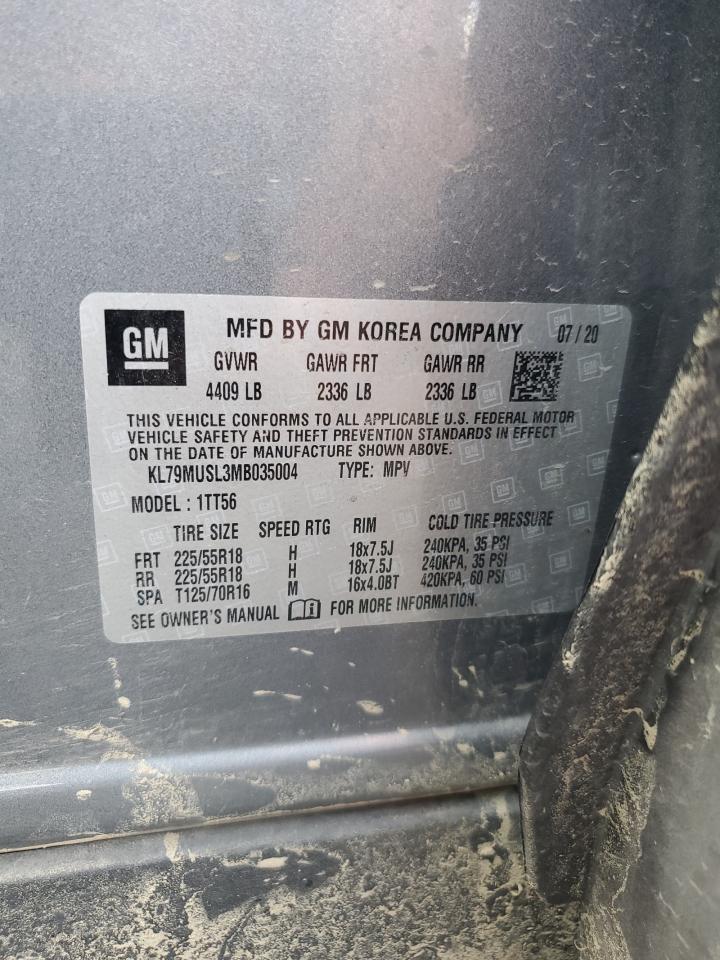 GM
MFD BY GM KOREA COMPANY 07 / 20
GVWR GAWR FRT GAWR RR
4409 LB 2336 LB 2336 LB
THIS VEHICLE CONFORMS TO ALL APPLICABLE U.S. FEDERAL MOTOR
VEHICLE SAFETY AND THEFT PREVENTION STANDARDS IN EFFECT
ON THE DATE OF MANUFACTURE SHOWN ABOVE.
KL79MUSL3MB035004 TYPE: MPV
MODEL : 1TT56
TIRE SIZE SPEED RTG RIM COLD TIRE PRESSURE
FRT 225/55R18 H 18x7.5J 240KPA, 35 PSI
RR 225/55R18 H 18x7.5J 240KPA, 35 PSI
SPA T125/70R16 M 16x4.0BT 420KPA, 60 PSI
SEE OWNER'S MANUAL FOR MORE INFORMATION.